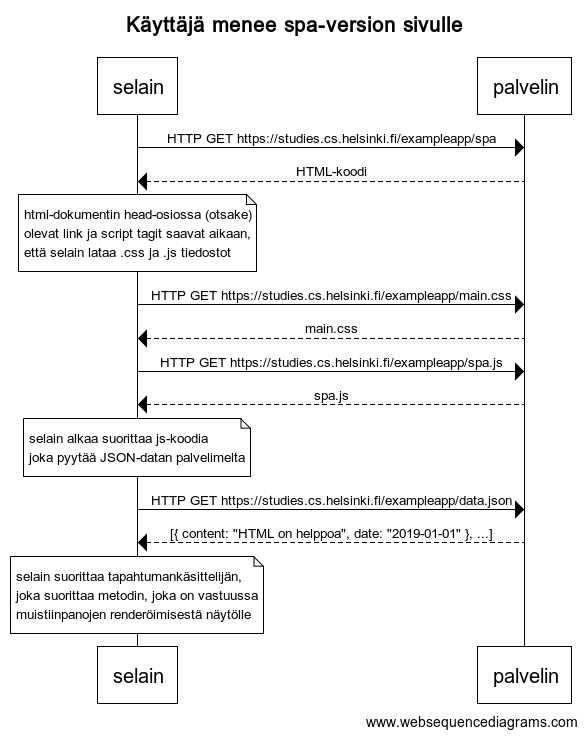 Käyttäjä menee spa-version sivulle
selain palvelin
HTTP GET https://studies.cs.helsinki.fi/exampleapp/spa
HTML-koodi
html-dokumentin head-osiossa (otsake)
olevat link ja script tagit saavat aikaan,
että selain lataa .css ja .js tiedostot
HTTP GET https://studies.cs.helsinki.fi/exampleapp/main.css
main.css
HTTP GET https://studies.cs.helsinki.fi/exampleapp/spa.js
spa.js
selain alkaa suorittaa js-koodia
joka pyytää JSON-datan palvelimelta
HTTP GET https://studies.cs.helsinki.fi/exampleapp/data.json
[{ content: "HTML on helppoa", date: "2019-01-01" }, ...]
selain suorittaa tapahtumankäsittelijän,
joka suorittaa metodin, joka on vastuussa
muistiinpanojen renderöimisestä näytölle
selain palvelin
www.websequencediagrams.com